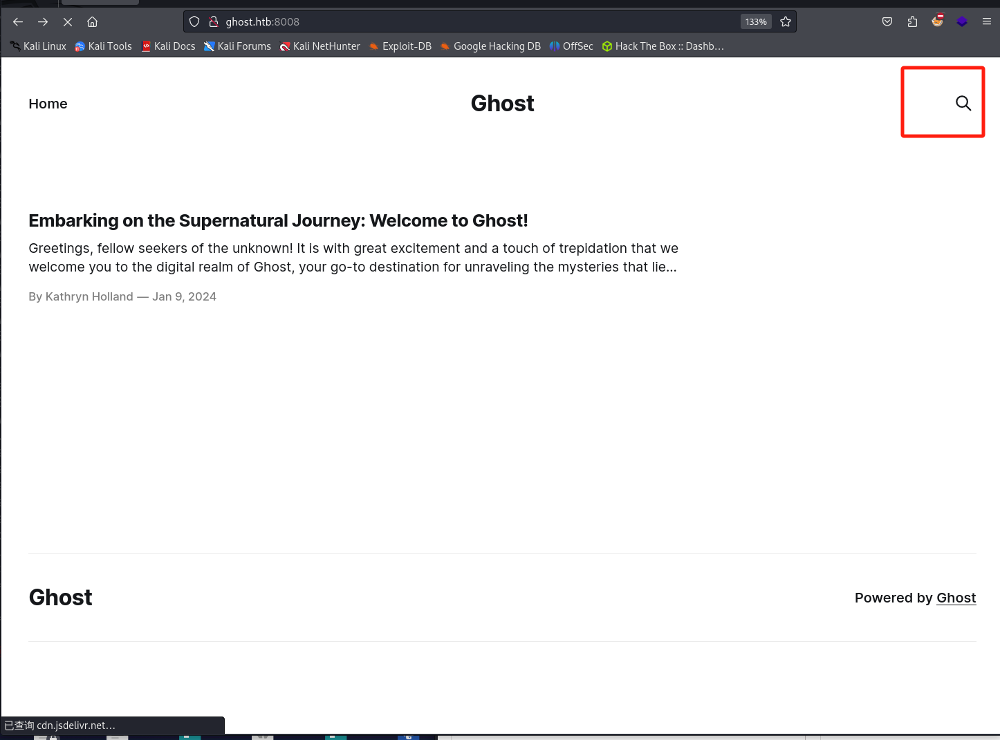 ghost.htb:8008
133%
Kali Linux Kali Tools Kali Docs Kali Forums Kali NetHunter Exploit-DB Google Hacking DB OffSec Hack The Box :: Dashb…
Home
Ghost
Embarking on the Supernatural Journey: Welcome to Ghost!
Greetings, fellow seekers of the unknown! It is with great excitement and a touch of trepidation that we
welcome you to the digital realm of Ghost, your go-to destination for unraveling the mysteries that lie…
By Kathryn Holland — Jan 9, 2024
Ghost
Powered by Ghost
已查询 cdn.jsdelivr.net…